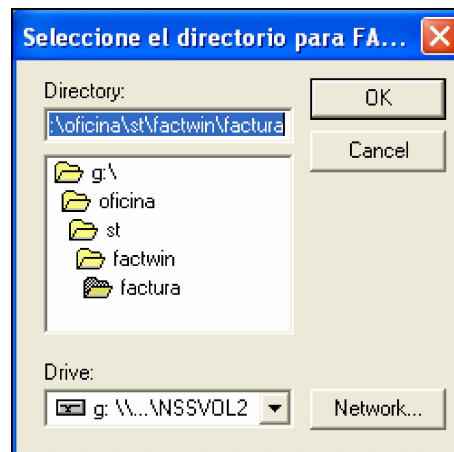 Seleccione el directorio para FA...
Directory:
:\oficina\st\factwin\factura
OK
Cancel
g:\
oficina
st
factwin
factura
Drive:
g: \\...\NSSVOL2
Network...